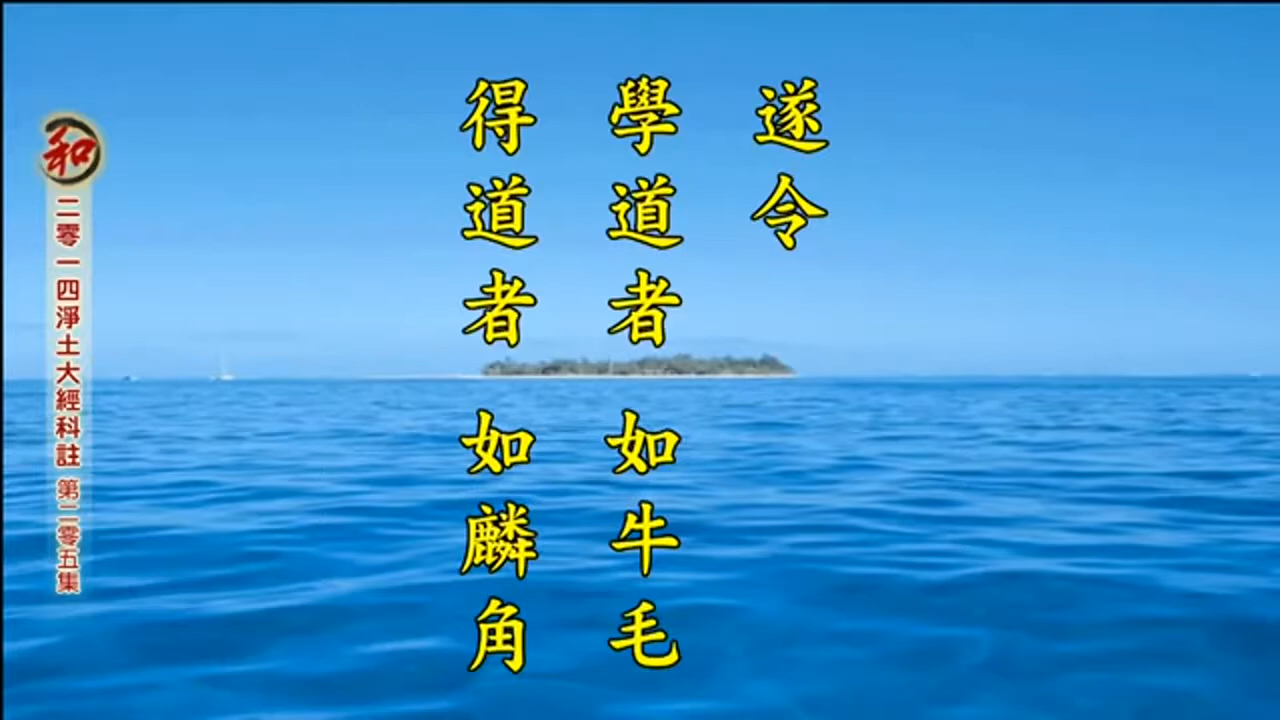 遂令
學道者 如牛毛
得道者 如麟角
和
二零一四淨土大經科註 第二零五集